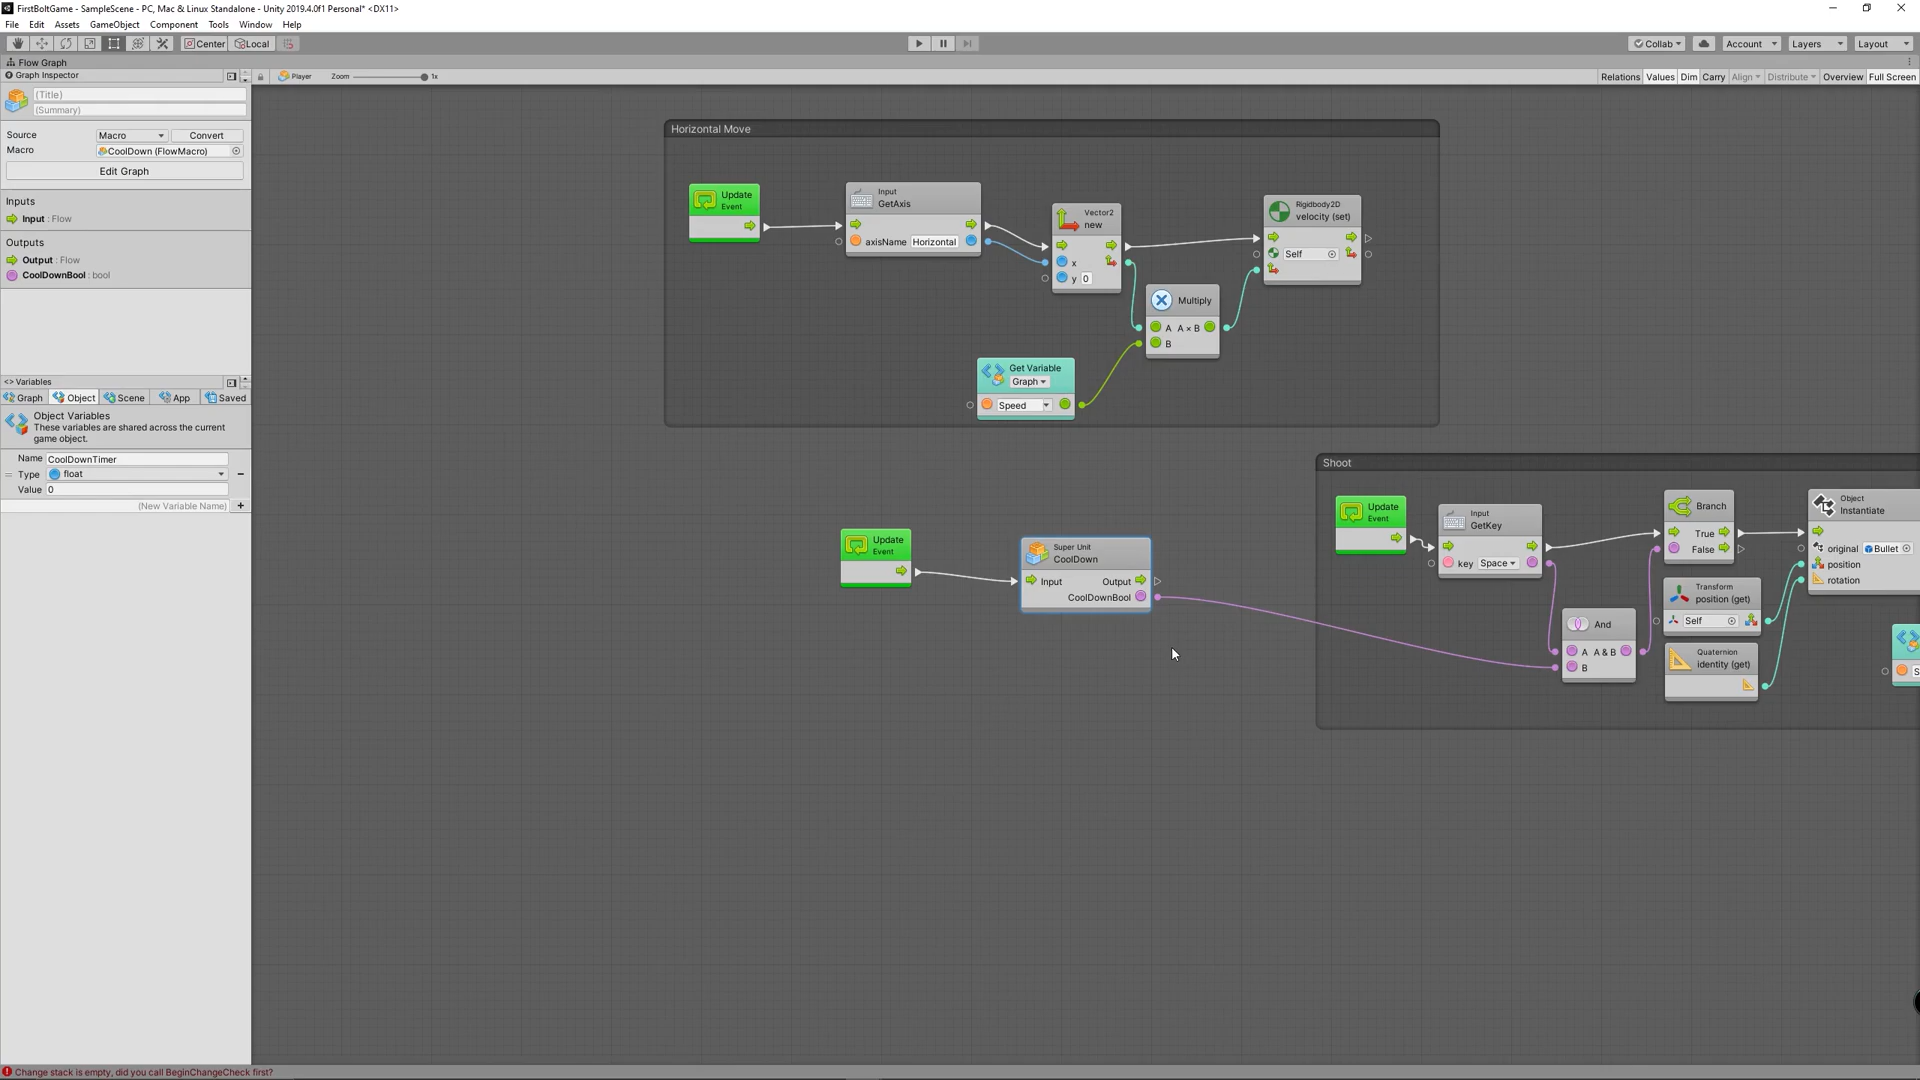 FirstBoltGame - SampleScene - PC, Mac & Linux Standalone - Unity 2019.4.0f1 Personal* <DX11>
File Edit Assets GameObject Component Tools Window Help
Center Local Collab Account Layers Layout
Flow Graph
Graph Inspector
Player Zoom 1x Relations Values Dim Carry Align Distribute Overview Full Screen
(Title)
(Summary)
Source Macro Convert
Macro CoolDown (FlowMacro)
Edit Graph
Inputs
Input : Flow
Outputs
Output : Flow
CoolDownBool : bool
<> Variables
Graph Object Scene App Saved
Object Variables
These variables are shared across the current
game object.
Name CoolDownTimer
Type float
Value 0
(New Variable Name)
Horizontal Move
Update
Event
Input
GetAxis
axisName Horizontal
Vector2
new
x
y 0
Rigidbody2D
velocity (set)
Self
Multiply
A A × B
B
Get Variable
Graph
Speed
Update
Event
Super Unit
CoolDown
Input Output
CoolDownBool
Shoot
Update
Event
Input
GetKey
key Space
Branch
True
False
Object
Instantiate
original Bullet
position
rotation
And
A A & B
B
Transform
position (get)
Self
Quaternion
identity (get)
S
Change stack is empty, did you call BeginChangeCheck first?